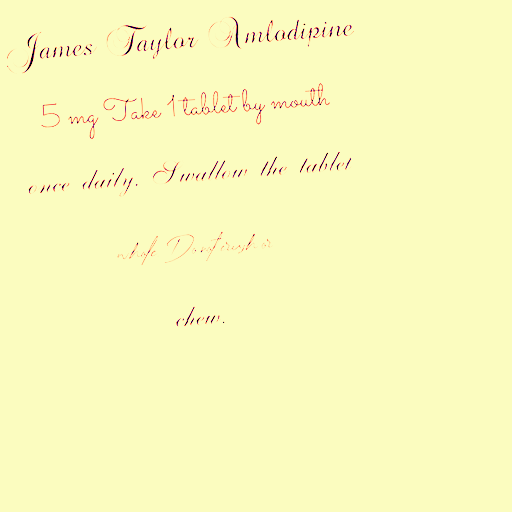 James Taylor Amlodipine
5 mg Take 1 tablet by mouth
once daily. Swallow the tablet
whole Do not crush or
chew.